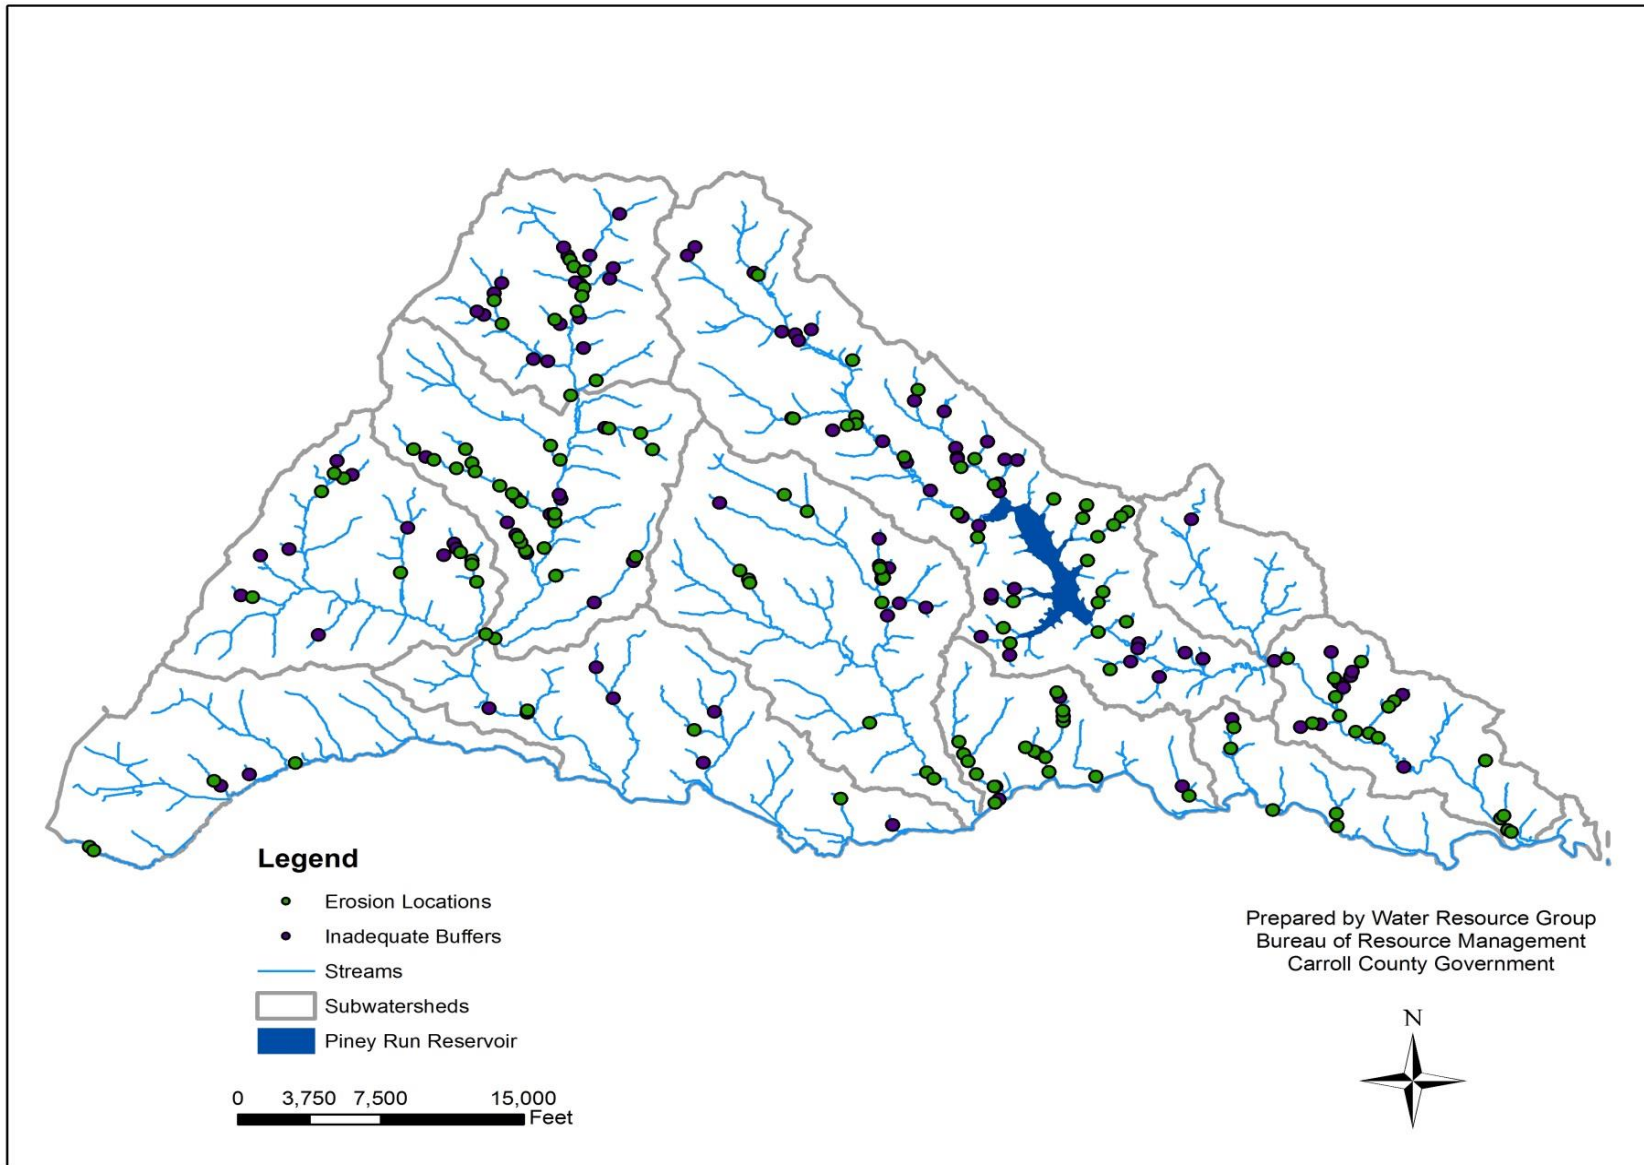 Legend
Erosion Locations
Inadequate Buffers
Streams
Subwatersheds
Piney Run Reservoir
0 3,750 7,500 15,000
Feet
Prepared by Water Resource Group
Bureau of Resource Management
Carroll County Government
N